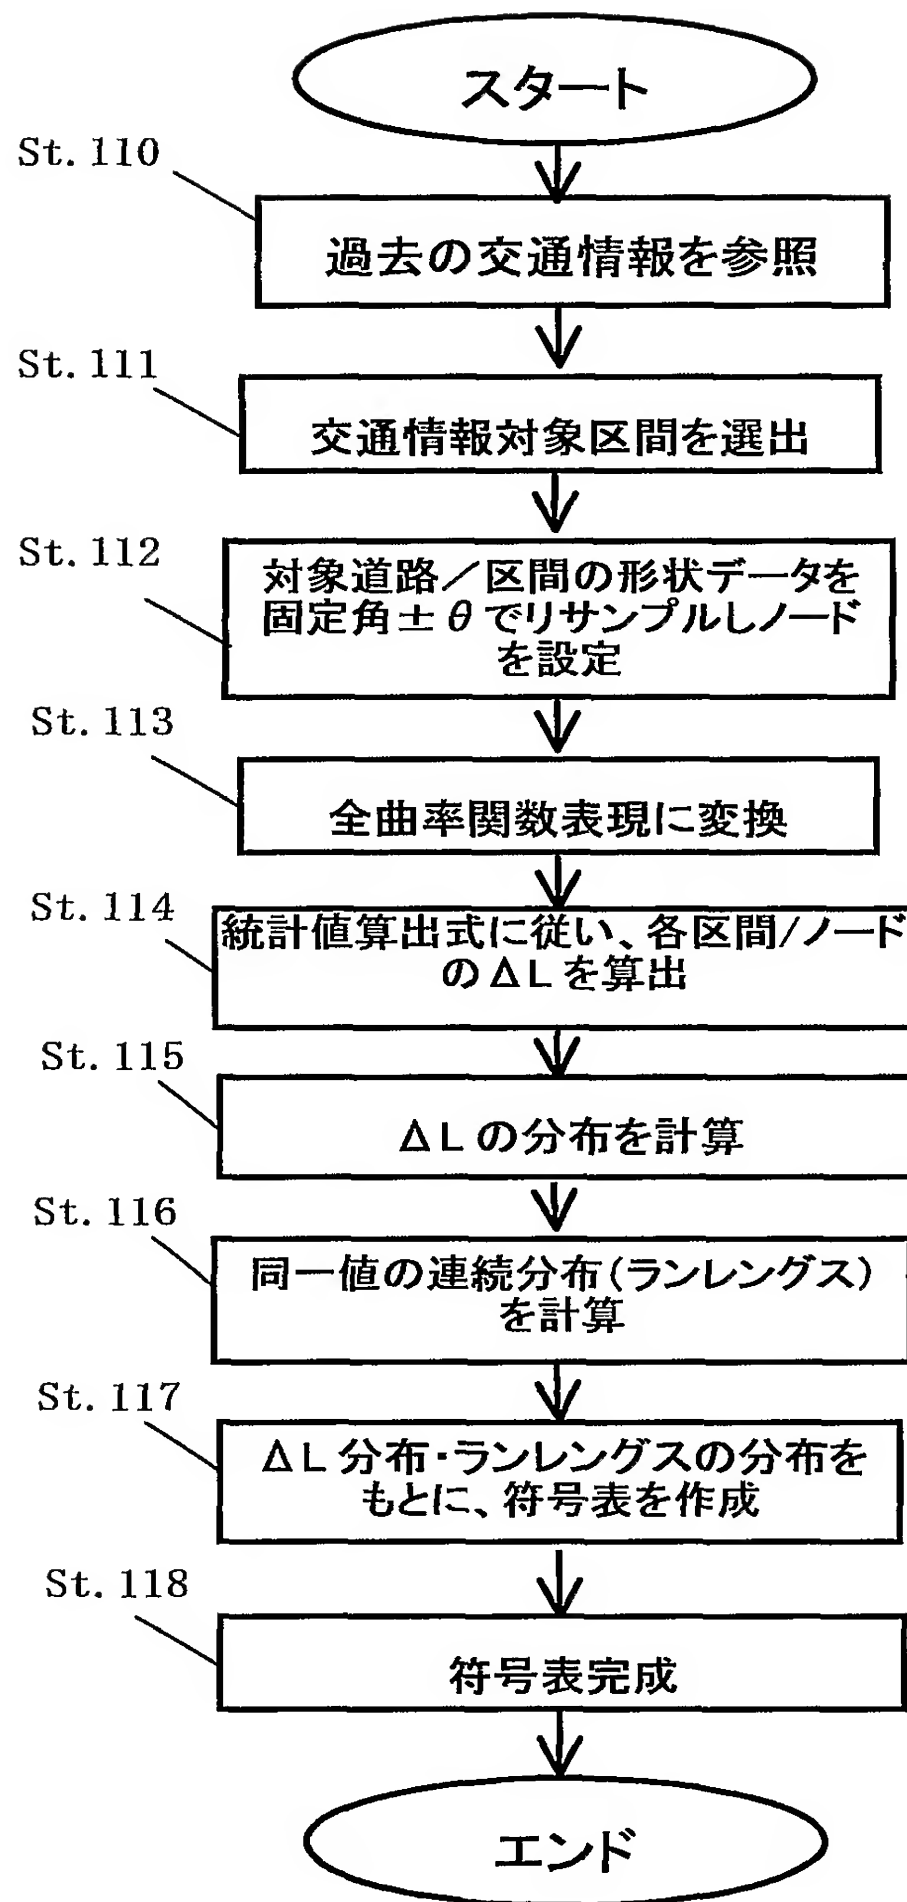 スタート
St. 110
過去の交通情報を参照
St. 111
交通情報対象区間を選出
St. 112
対象道路／区間の形状データを
固定角±θでリサンプルしノード
を設定
St. 113
全曲率関数表現に変換
St. 114
統計値算出式に従い、各区間/ノード
のΔLを算出
St. 115
ΔLの分布を計算
St. 116
同一値の連続分布(ランレングス)
を計算
St. 117
ΔL分布・ランレングスの分布を
もとに、符号表を作成
St. 118
符号表完成
エンド